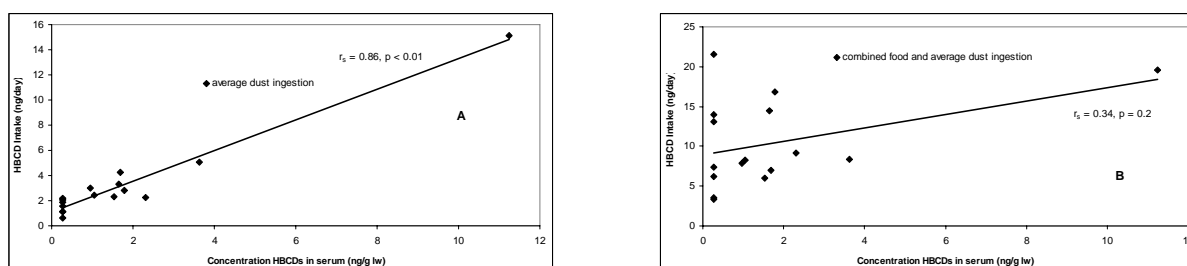 HBCD Intake (ng/day)
16
14
12
10
8
6
4
2
0
r_s = 0.86, p < 0.01
average dust ingestion
A
0 2 4 6 8 10 12
Concentration HBCDs in serum (ng/g lw)
HBCD Intake (ng/day)
25
20
15
10
5
0
combined food and average dust ingestion
r_s = 0.34, p = 0.2
B
0 2 4 6 8 10
Concentration HBCDs in serum (ng/g lw)